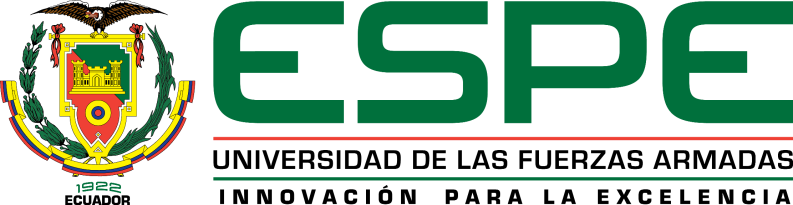 ESPE
UNIVERSIDAD DE LAS FUERZAS ARMADAS
INNOVACIÓN PARA LA EXCELENCIA
1922
ECUADOR